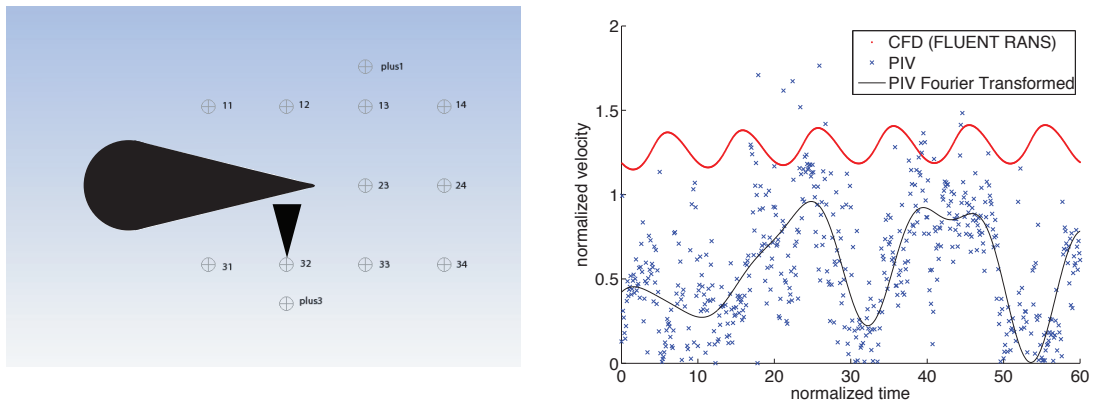 plus1
11
12
13
14
23
24
31
32
33
34
plus3
2
1.5
1
0.5
0
normalized velocity
CFD (FLUENT RANS)
PIV
PIV Fourier Transformed
0 10 20 30 40 50 60
normalized time